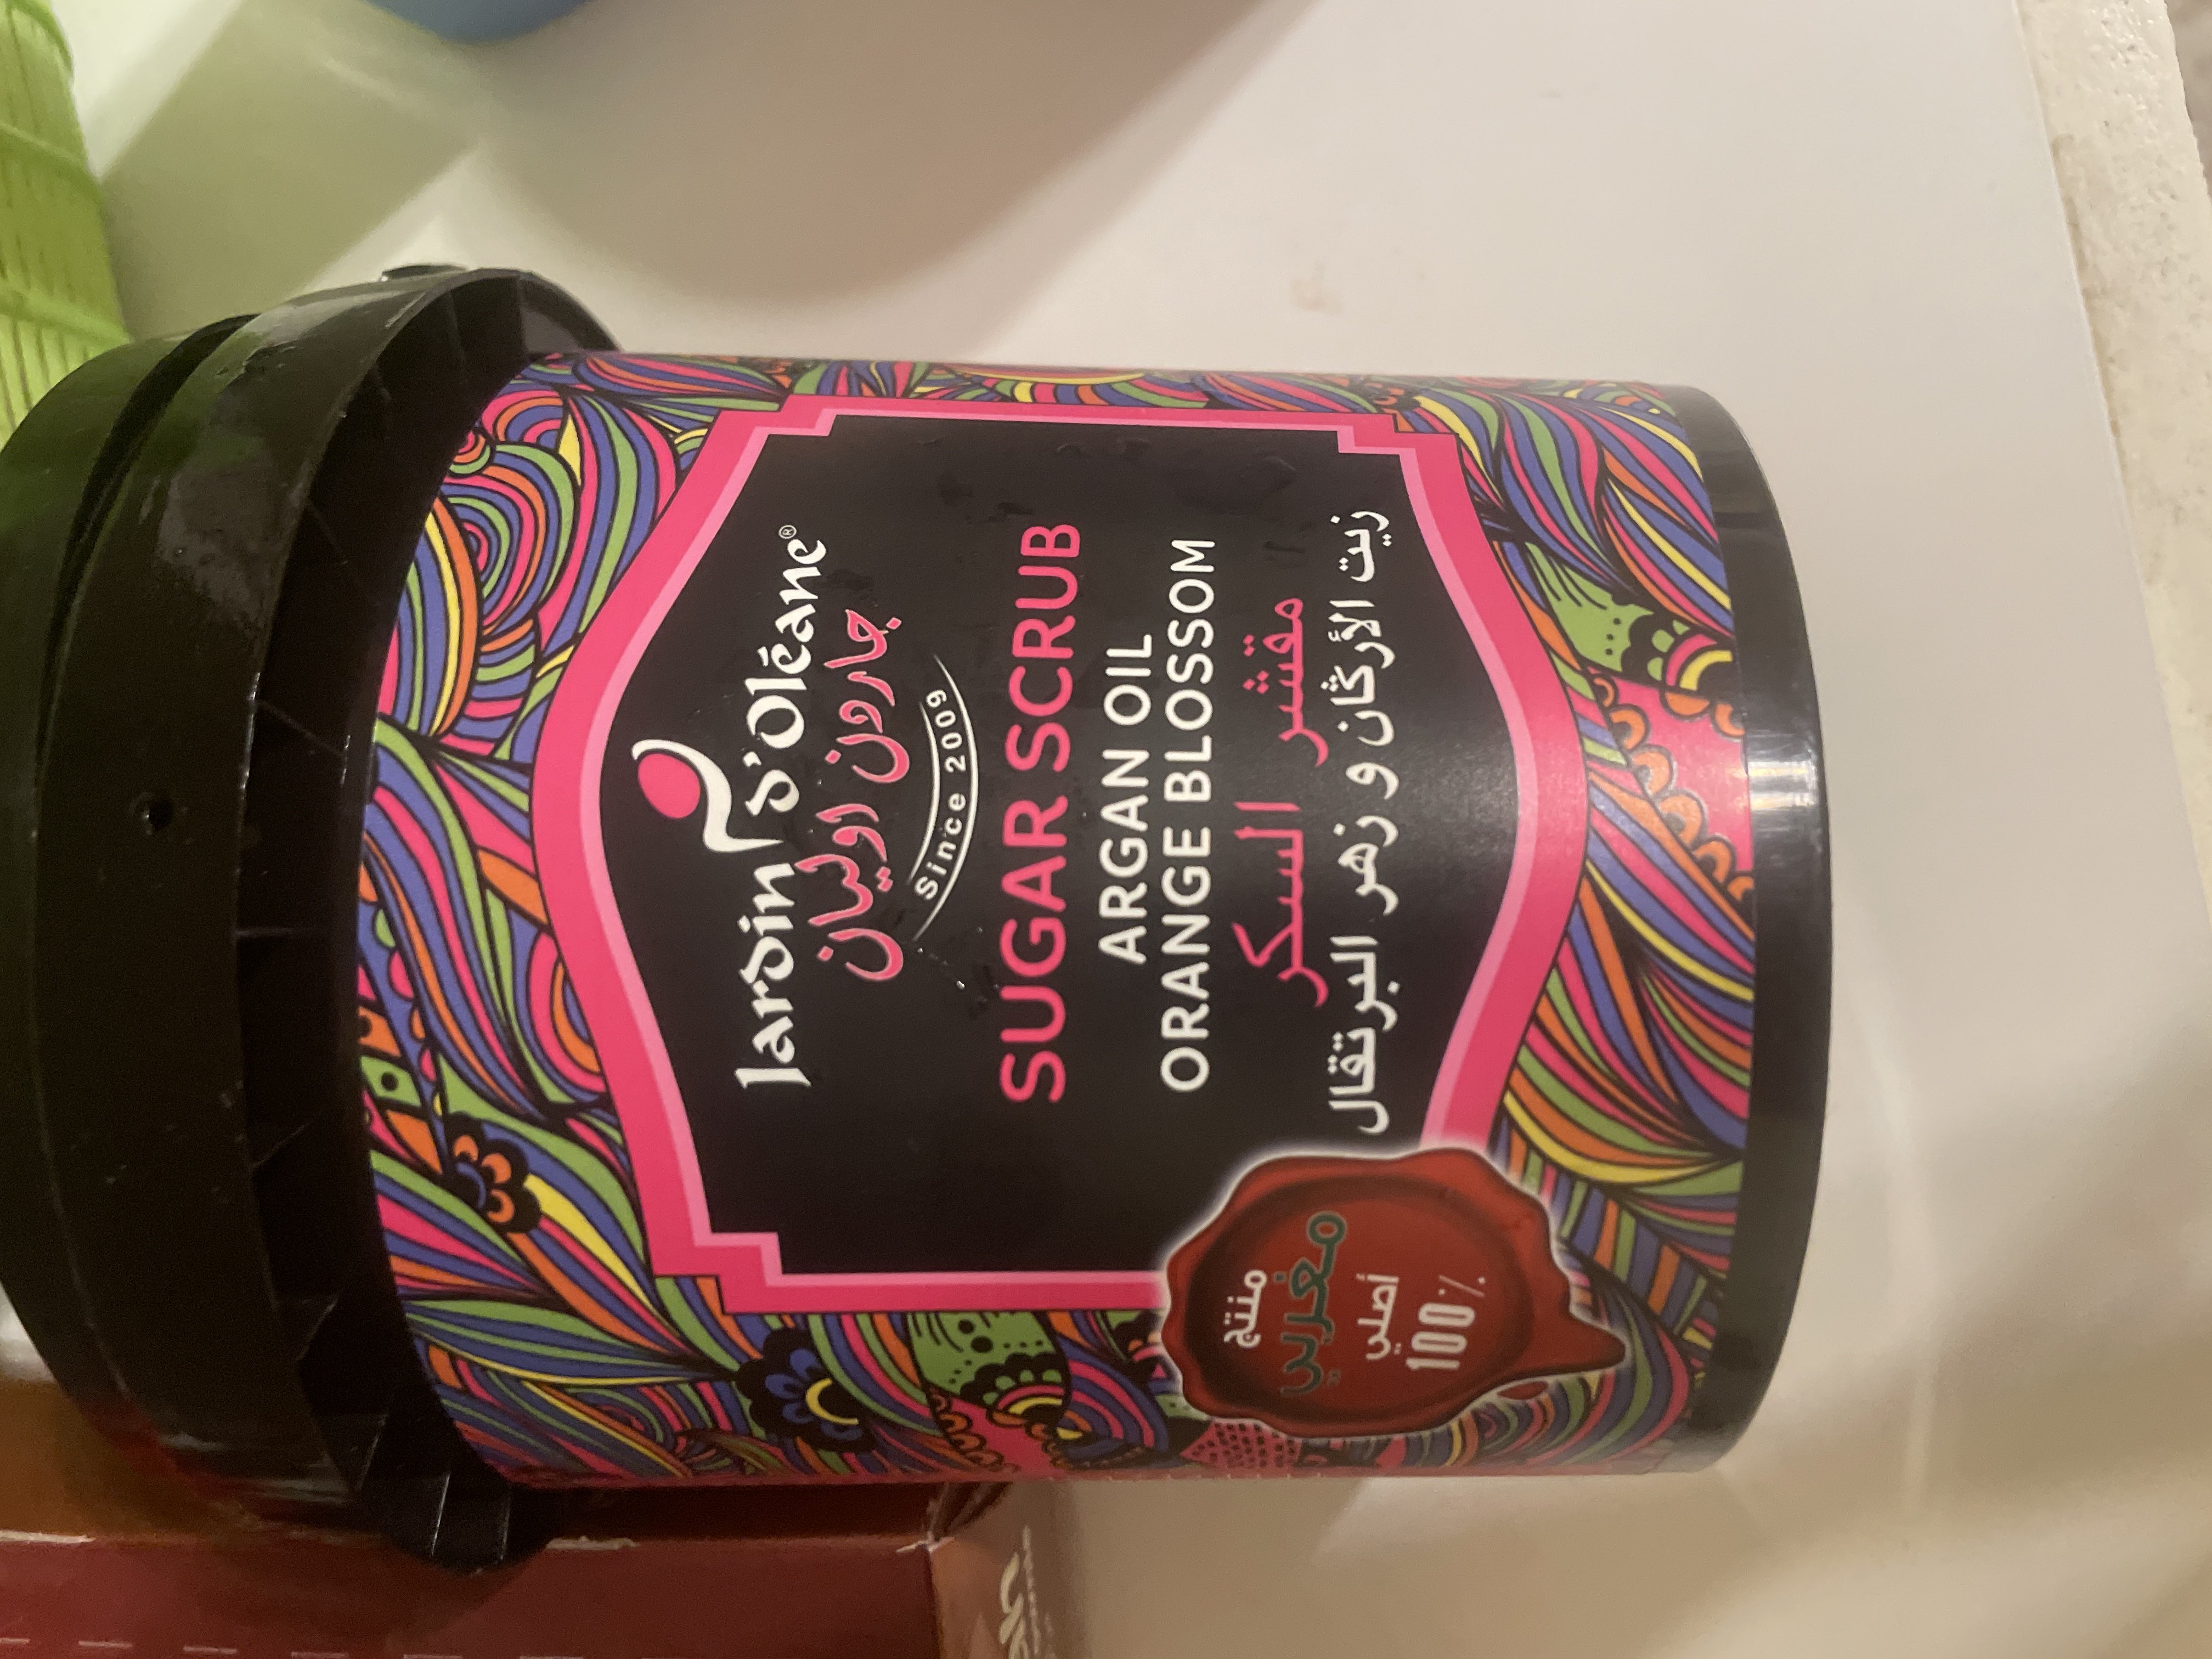 Jardin d'Oléane®
جاردن اوليان
Since 2009
SUGAR SCRUB
ARGAN OIL
ORANGE BLOSSOM
مقشر السكر
زيت الأرݣان و زهر البرتقال
منتج
مغربي
أصلي
100%